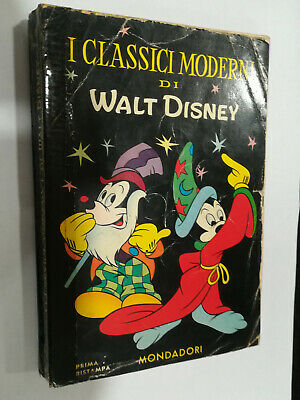 I CLASSICI MODERNI
DI
WALT DISNEY
PRIMA
RISTAMPA
MONDADORI